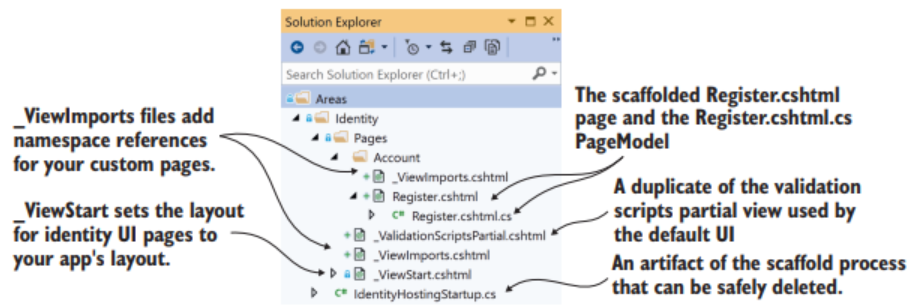 Solution Explorer
Search Solution Explorer (Ctrl+;)
Areas
Identity
Pages
Account
_ViewImports.cshtml
Register.cshtml
C# Register.cshtml.cs
_ValidationScriptsPartial.cshtml
_ViewImports.cshtml
_ViewStart.cshtml
C# IdentityHostingStartup.cs
_ViewImports files add
namespace references
for your custom pages.
_ViewStart sets the layout
for identity UI pages to
your app's layout.
The scaffolded Register.cshtml
page and the Register.cshtml.cs
PageModel
A duplicate of the validation
scripts partial view used by
the default UI
An artifact of the scaffold process
that can be safely deleted.